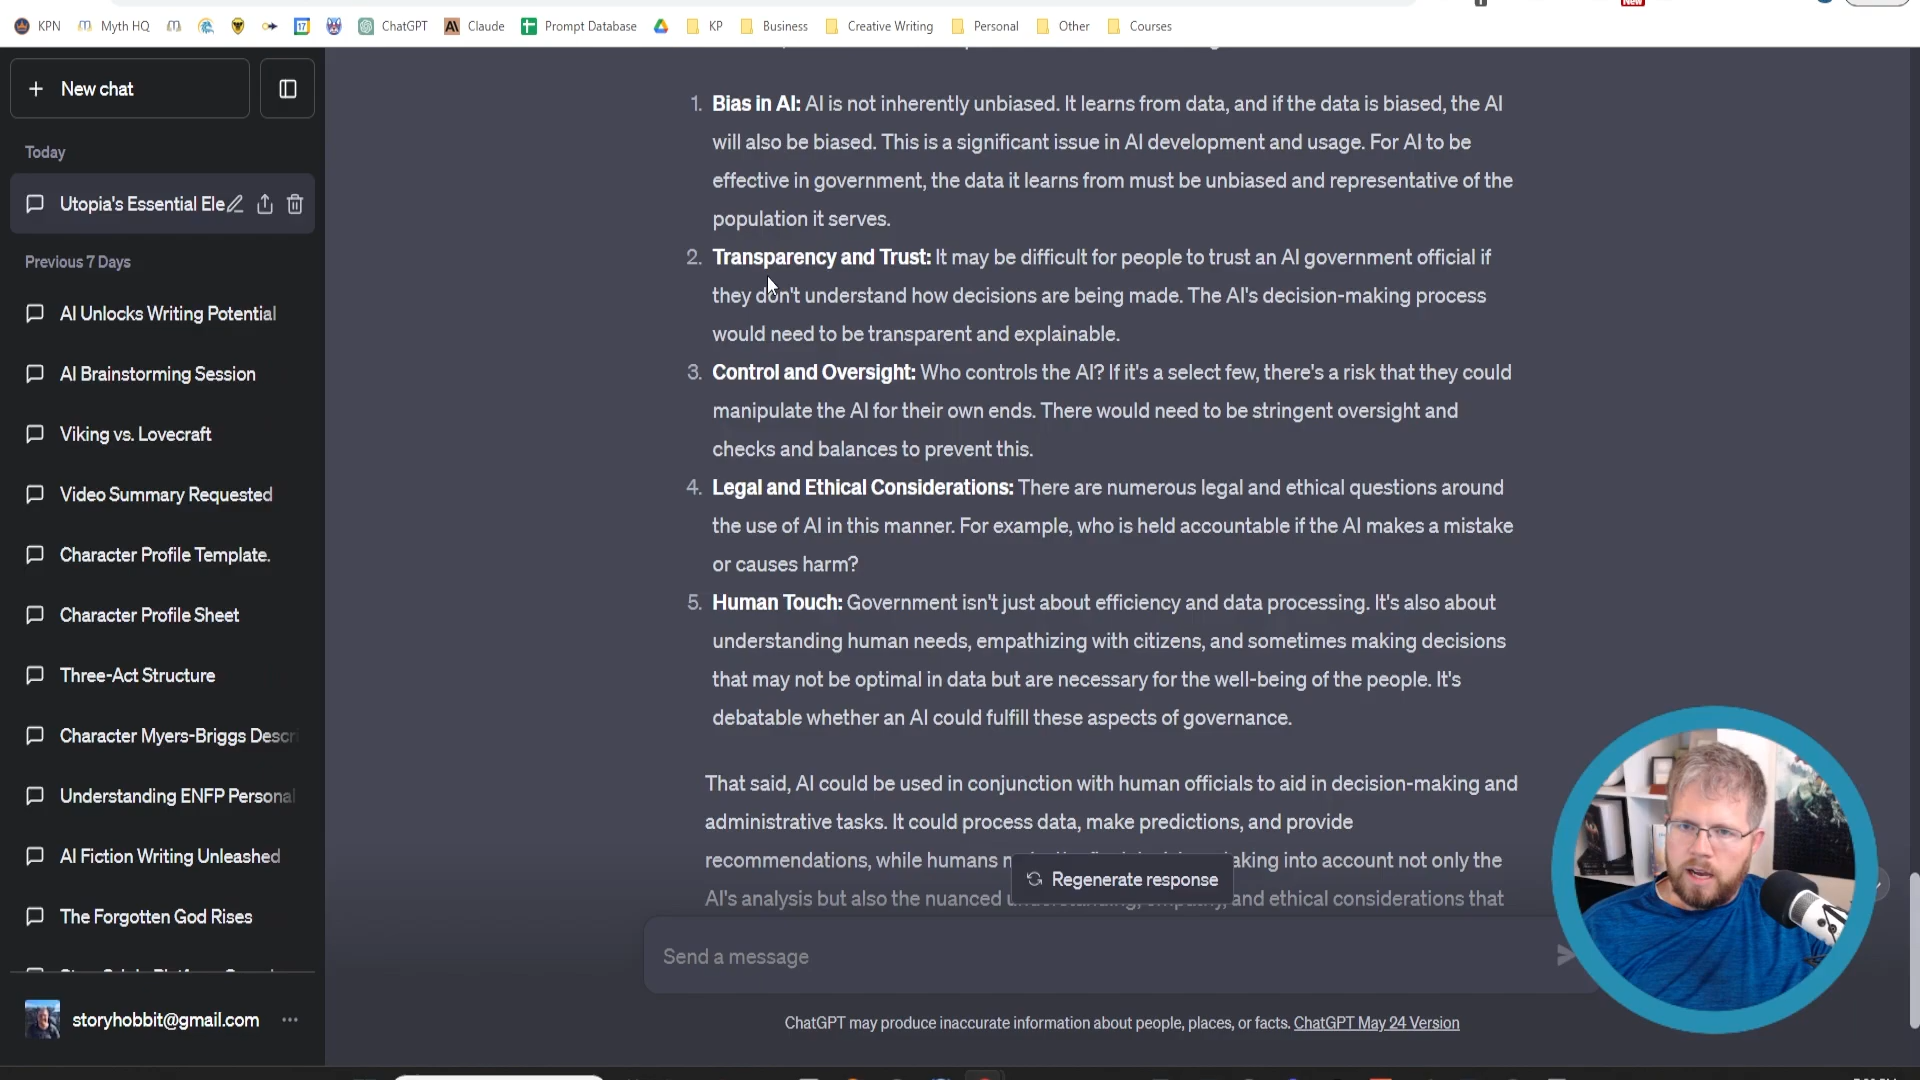 KPN
Myth HQ
17
ChatGPT
Claude
Prompt Database
KP
Business
Creative Writing
Personal
Other
Courses
New
+ New chat
Today
Utopia's Essential Ele
Previous 7 Days
AI Unlocks Writing Potential
AI Brainstorming Session
Viking vs. Lovecraft
Video Summary Requested
Character Profile Template.
Character Profile Sheet
Three-Act Structure
Character Myers-Briggs Descri
Understanding ENFP Personal
AI Fiction Writing Unleashed
The Forgotten God Rises
storyhobbit@gmail.com
1. Bias in AI: AI is not inherently unbiased. It learns from data, and if the data is biased, the AI
will also be biased. This is a significant issue in AI development and usage. For AI to be
effective in government, the data it learns from must be unbiased and representative of the
population it serves.
2. Transparency and Trust: It may be difficult for people to trust an AI government official if
they don't understand how decisions are being made. The AI's decision-making process
would need to be transparent and explainable.
3. Control and Oversight: Who controls the AI? If it's a select few, there's a risk that they could
manipulate the AI for their own ends. There would need to be stringent oversight and
checks and balances to prevent this.
4. Legal and Ethical Considerations: There are numerous legal and ethical questions around
the use of AI in this manner. For example, who is held accountable if the AI makes a mistake
or causes harm?
5. Human Touch: Government isn't just about efficiency and data processing. It's also about
understanding human needs, empathizing with citizens, and sometimes making decisions
that may not be optimal in data but are necessary for the well-being of the people. It's
debatable whether an AI could fulfill these aspects of governance.
That said, AI could be used in conjunction with human officials to aid in decision-making and
administrative tasks. It could process data, make predictions, and provide
recommendations, while humans aking into account not only the
AI's analysis but also the nuanced and ethical considerations that
Regenerate response
Send a message
ChatGPT may produce inaccurate information about people, places, or facts. ChatGPT May 24 Version